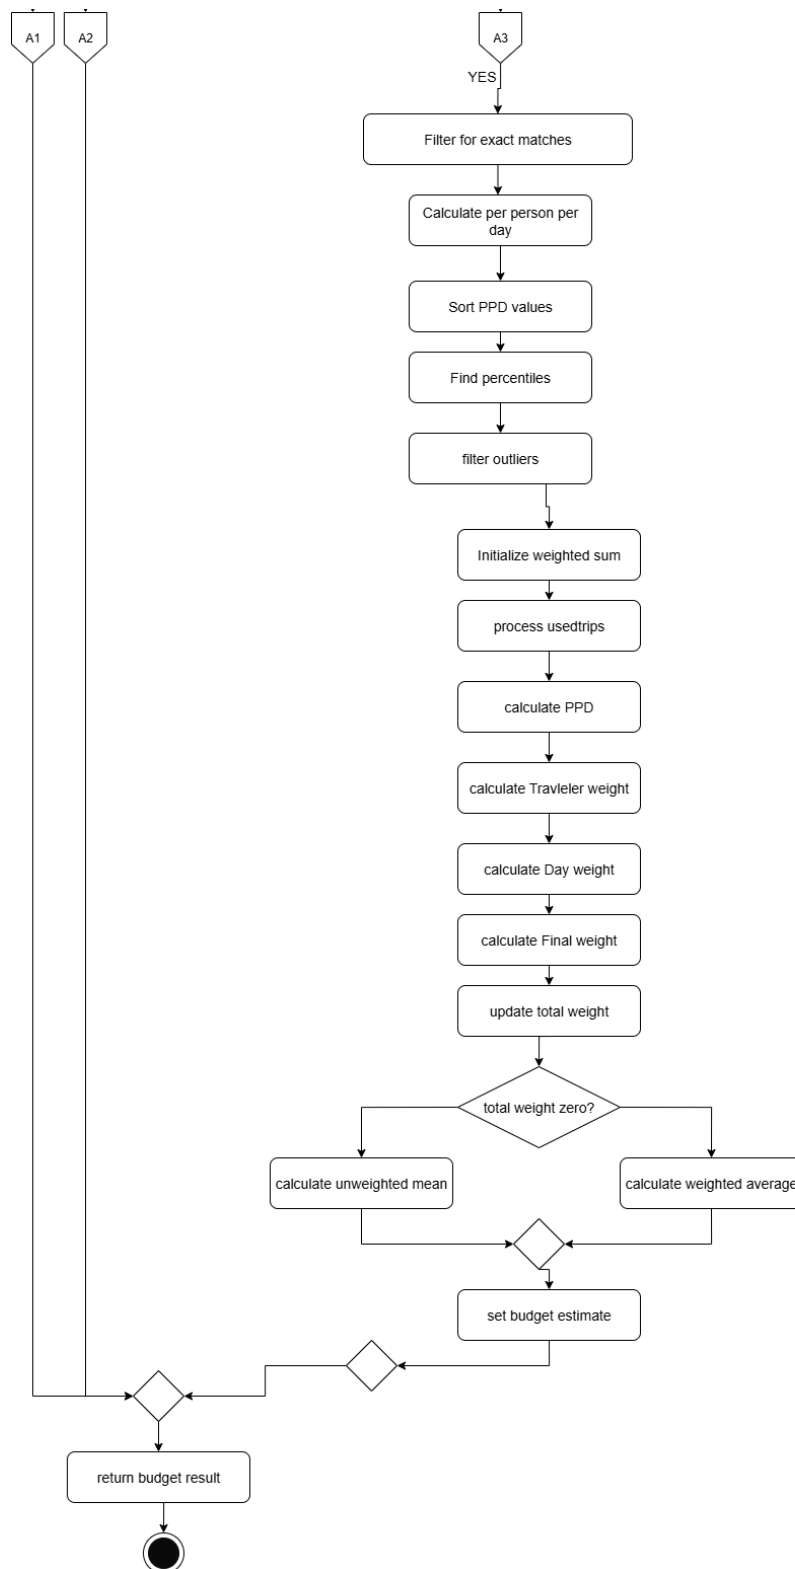 A1
A2
A3
YES
Filter for exact matches
Calculate per person per
day
Sort PPD values
Find percentiles
filter outliers
Initialize weighted sum
process usedtrips
calculate PPD
calculate Travleler weight
calculate Day weight
calculate Final weight
update total weight
total weight zero?
calculate unweighted mean
calculate weighted average
set budget estimate
return budget result